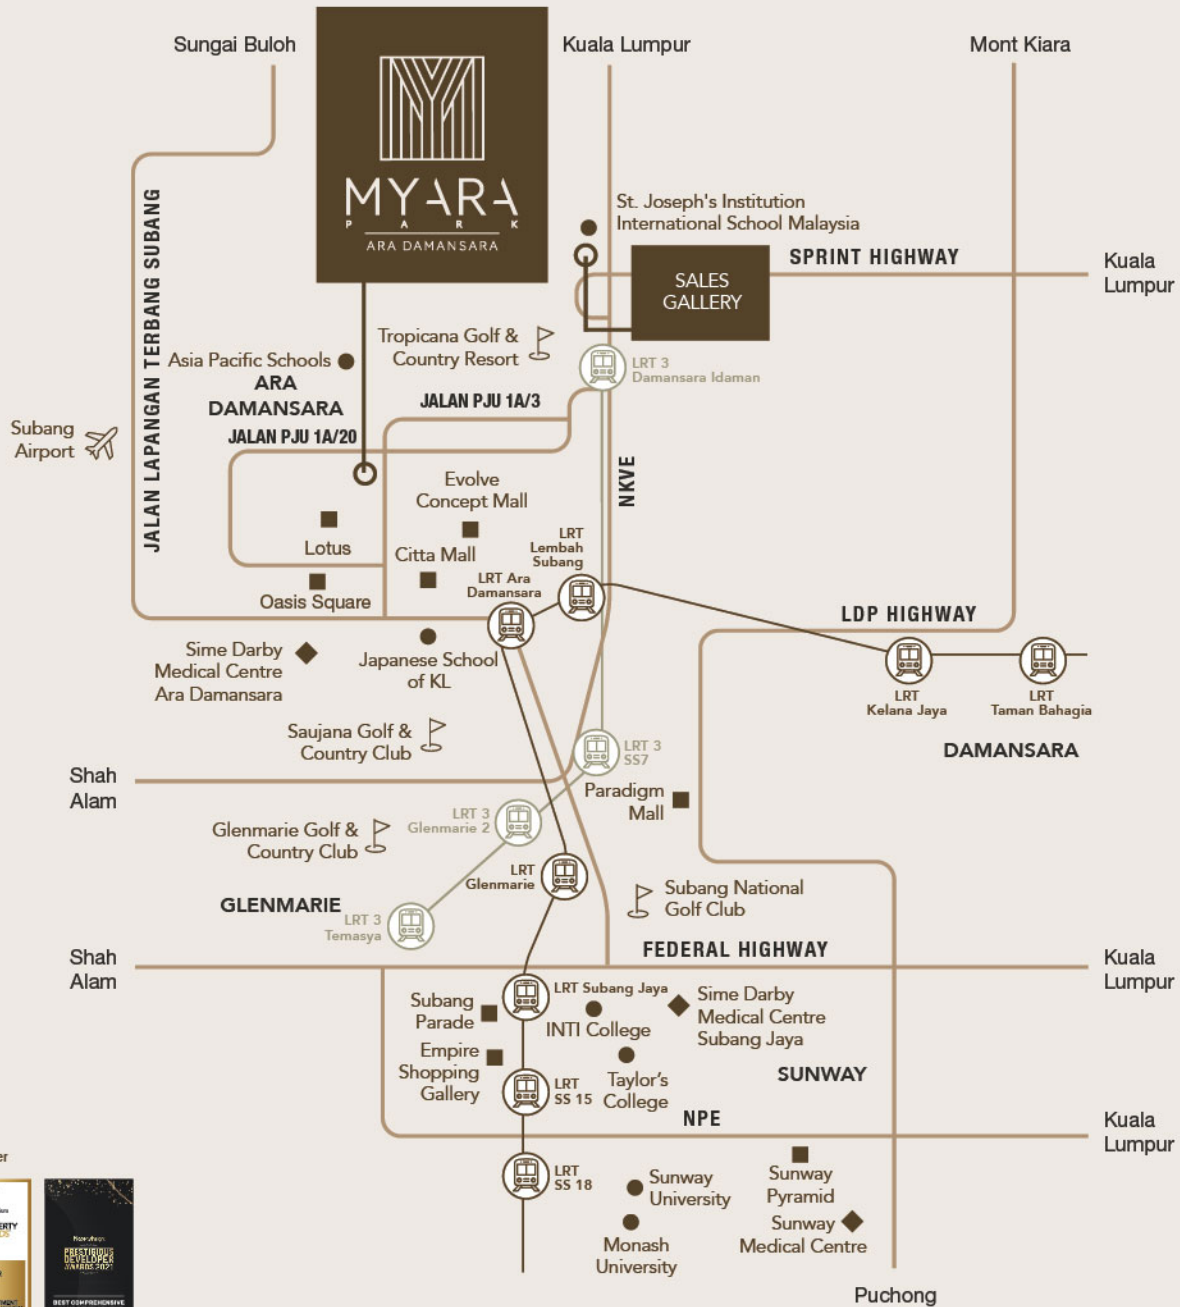 Sungai Buloh
Kuala Lumpur
Mont Kiara
MYARA
PARK
ARA DAMANSARA
St. Joseph's Institution
International School Malaysia
SALES
GALLERY
SPRINT HIGHWAY
Kuala
Lumpur
JALAN LAPANGAN TERBANG SUBANG
Tropicana Golf &
Country Resort
LRT 3
Damansara Idaman
Asia Pacific Schools
ARA
DAMANSARA
JALAN PJU 1A/3
JALAN PJU 1A/20
Subang
Airport
NKVE
Evolve
Concept Mall
Lotus
Citta Mall
LRT
Lembah
Subang
LRT Ara
Damansara
Oasis Square
LDP HIGHWAY
Sime Darby
Medical Centre
Ara Damansara
Japanese School
of KL
LRT
Kelana Jaya
LRT
Taman Bahagia
DAMANSARA
Saujana Golf &
Country Club
LRT 3
SS7
Shah
Alam
Paradigm
Mall
LRT 3
Glenmarie 2
Glenmarie Golf &
Country Club
LRT
Glenmarie
Subang National
Golf Club
GLENMARIE
LRT 3
Temasya
FEDERAL HIGHWAY
Shah
Alam
Kuala
Lumpur
LRT Subang Jaya
Subang
Parade
INTI College
Sime Darby
Medical Centre
Subang Jaya
Empire
Shopping
Gallery
LRT
SS 15
Taylor's
College
SUNWAY
NPE
Kuala
Lumpur
LRT
SS 18
Sunway
University
Sunway
Pyramid
Monash
University
Sunway
Medical Centre
Puchong
PRESTIGIOUS
DEVELOPER
AWARDS 2021
BEST COMPREHENSIVE